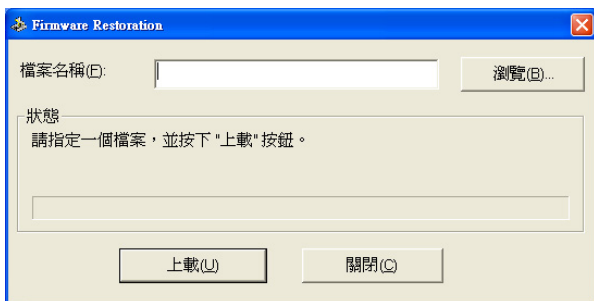 Firmware Restoration
檔案名稱(F):
瀏覽(B)...
狀態
請指定一個檔案，並按下 "上載" 按鈕。
上載(U)
關閉(C)